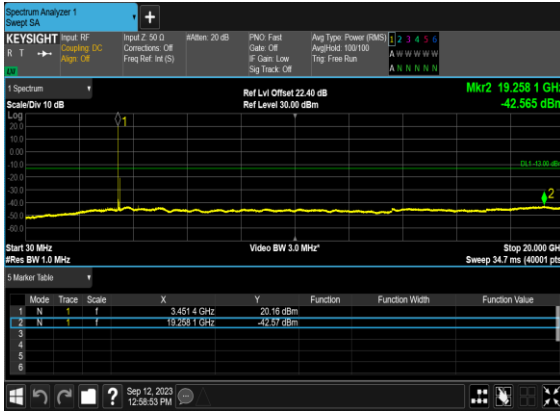 Spectrum Analyzer 1
Swept SA
+
KEYSIGHT Input: RF Input Z: 50 Ω #Atten: 20 dB PNO: Fast Avg Type: Power (RMS) 1 2 3 4 5 6
R T Coupling: DC Corrections: Off Gate: Off Avg|Hold: 100/100 A W W W W W
Align: Off Freq Ref: Int (S) IF Gain: Low Trig: Free Run
Sig Track: Off A N N N N N
1 Spectrum Ref Lvl Offset 22.40 dB Mkr2 19.258 1 GHz
Scale/Div 10 dB Ref Level 30.00 dBm -42.565 dBm
Log
20.0
10.0
0.00
-10.0
-20.0
-30.0
-40.0
-50.0
-60.0
1
DL1 -13.00 dBm
2
Start 30 MHz Video BW 3.0 MHz* Stop 20.000 GHz
#Res BW 1.0 MHz Sweep 34.7 ms (40001 pts)
5 Marker Table
Mode Trace Scale X Y Function Function Width Function Value
1 N 1 f 3.451 4 GHz 20.16 dBm
2 N 1 f 19.258 1 GHz -42.57 dBm
3
4
5
6
? Sep 12, 2023
12:58:53 PM